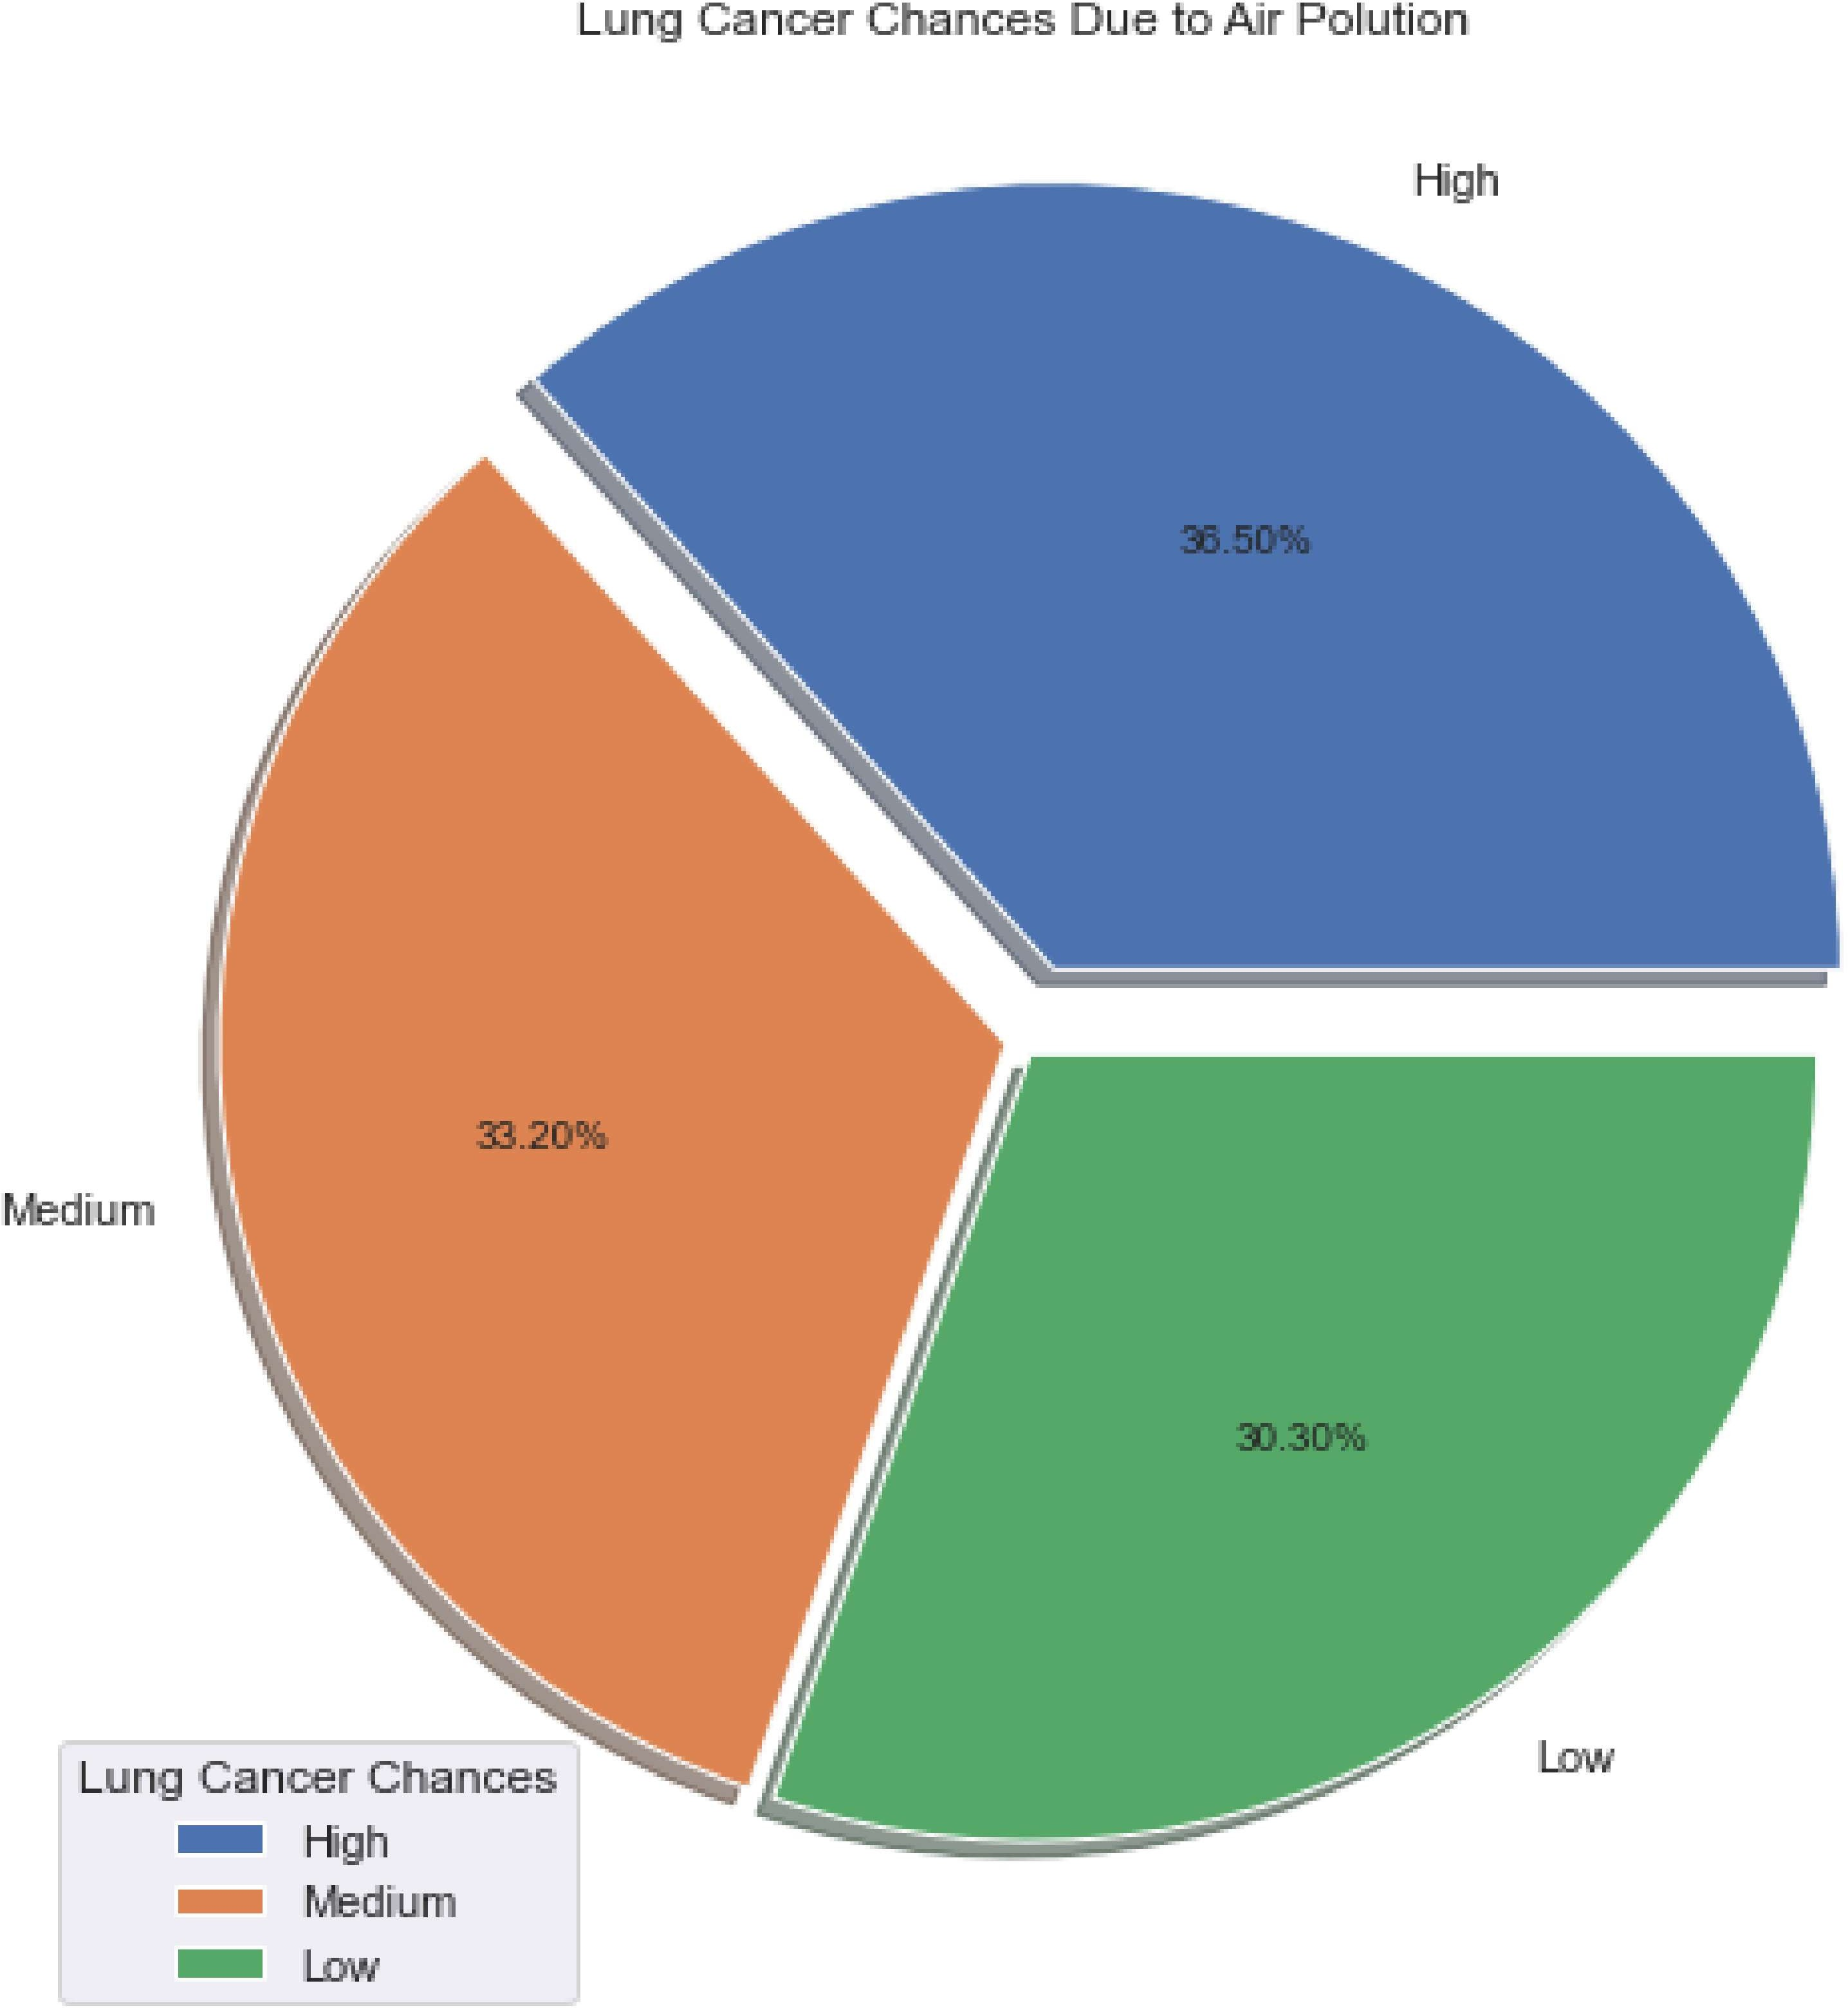 Lung Cancer Chances Due to Air Polution
High
36.50%
33.20%
Medium
30.30%
Low
Lung Cancer Chances
High
Medium
Low